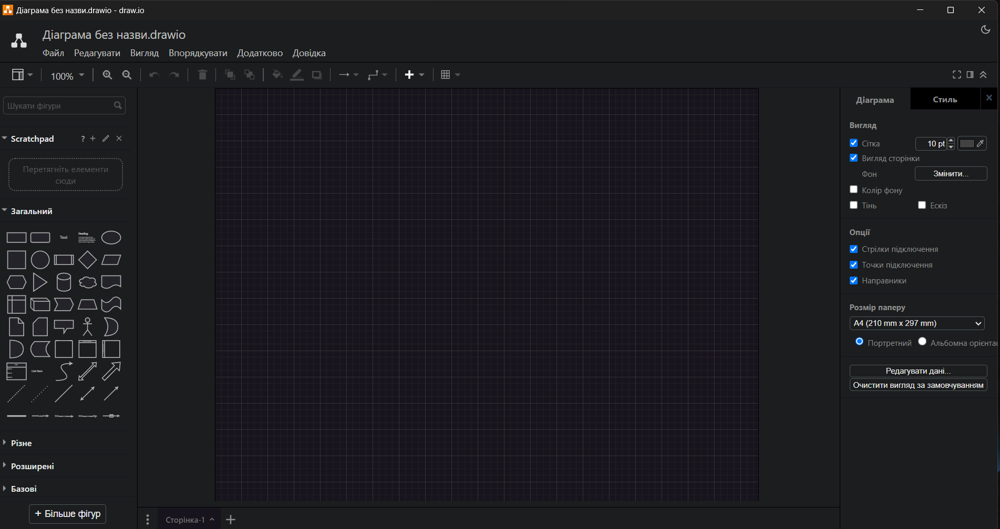 Діаграма без назви.drawio - draw.io
Діаграма без назви.drawio
Файл Редагувати Вигляд Впорядкувати Додатково Довідка
100%
Шукати фігури
Scratchpad ?
Перетягніть елементи
сюди
Загальний
Text
Heading
List Item
Різне
Розширені
Базові
+ Більше фігур
Сторінка-1
Діаграма Стиль
Вигляд
Сітка 10 pt
Вигляд сторінки
Фон Змінити...
Колір фону
Тінь Ескіз
Опції
Стрілки підключення
Точки підключення
Направники
Розмір паперу
A4 (210 mm x 297 mm)
Портретний Альбомна орієнта
Редагувати дані...
Очистити вигляд за замовчуванням